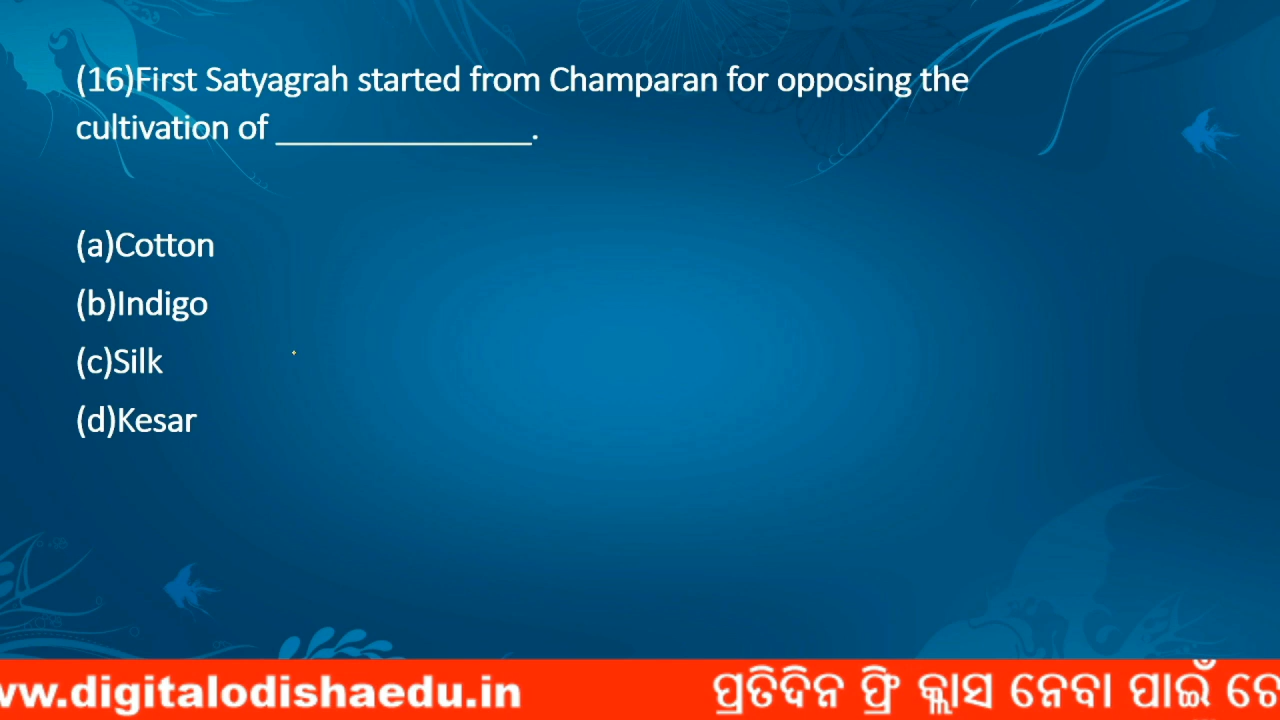 (16)First Satyagrah started from Champaran for opposing the
cultivation of _______________.
(a)Cotton
(b)Indigo
(c)Silk
(d)Kesar
ww.digitalodishaedu.in ପ୍ରତିଦିନ ଫ୍ରି କ୍ଲାସ ନେବା ପାଇଁ